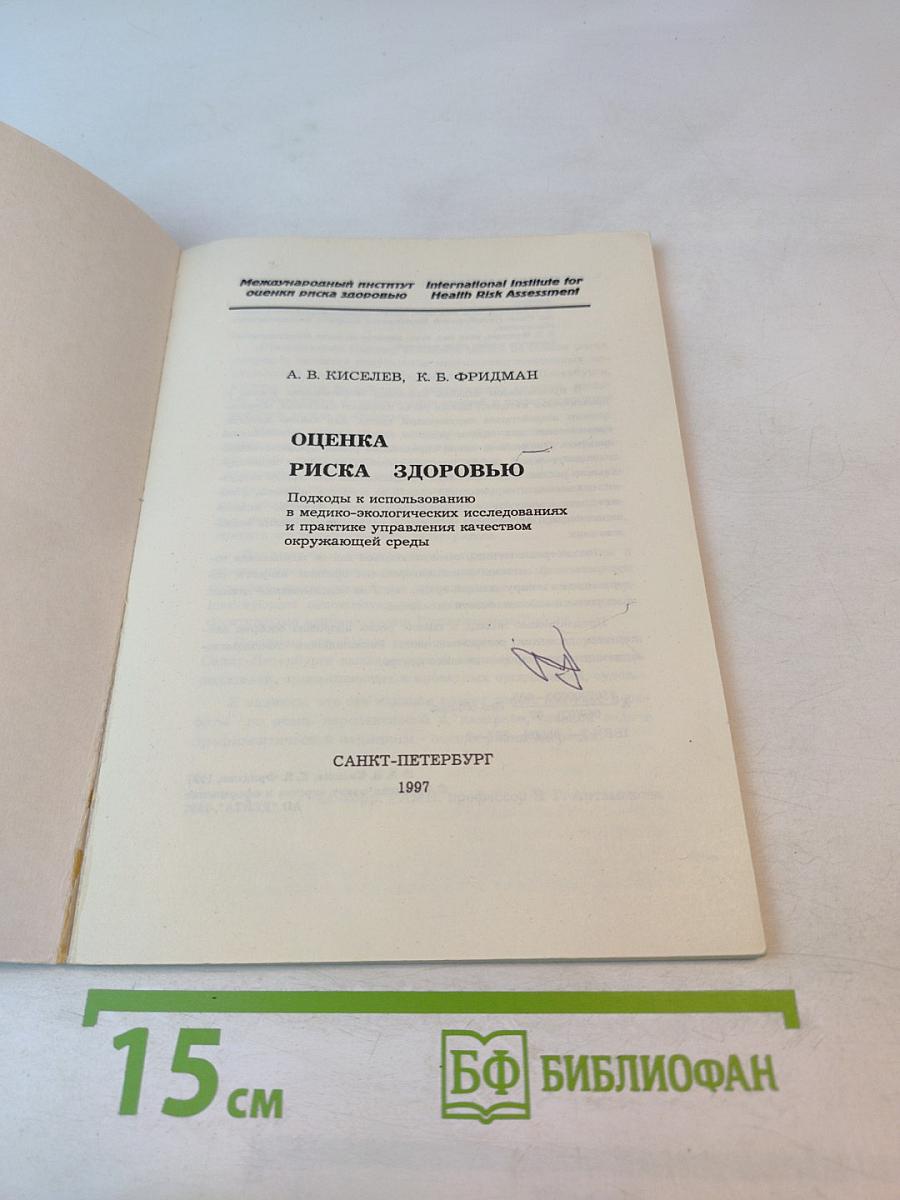 Международный институт International Institute for
оценки риска здоровью Health Risk Assessment
А. В. КИСЕЛЕВ, К. Б. ФРИДМАН
ОЦЕНКА
РИСКА ЗДОРОВЬЮ
Подходы к использованию
в медико-экологических исследованиях
и практике управления качеством
окружающей среды
САНКТ-ПЕТЕРБУРГ
1997
15 см
БФ БИБЛИОФАН